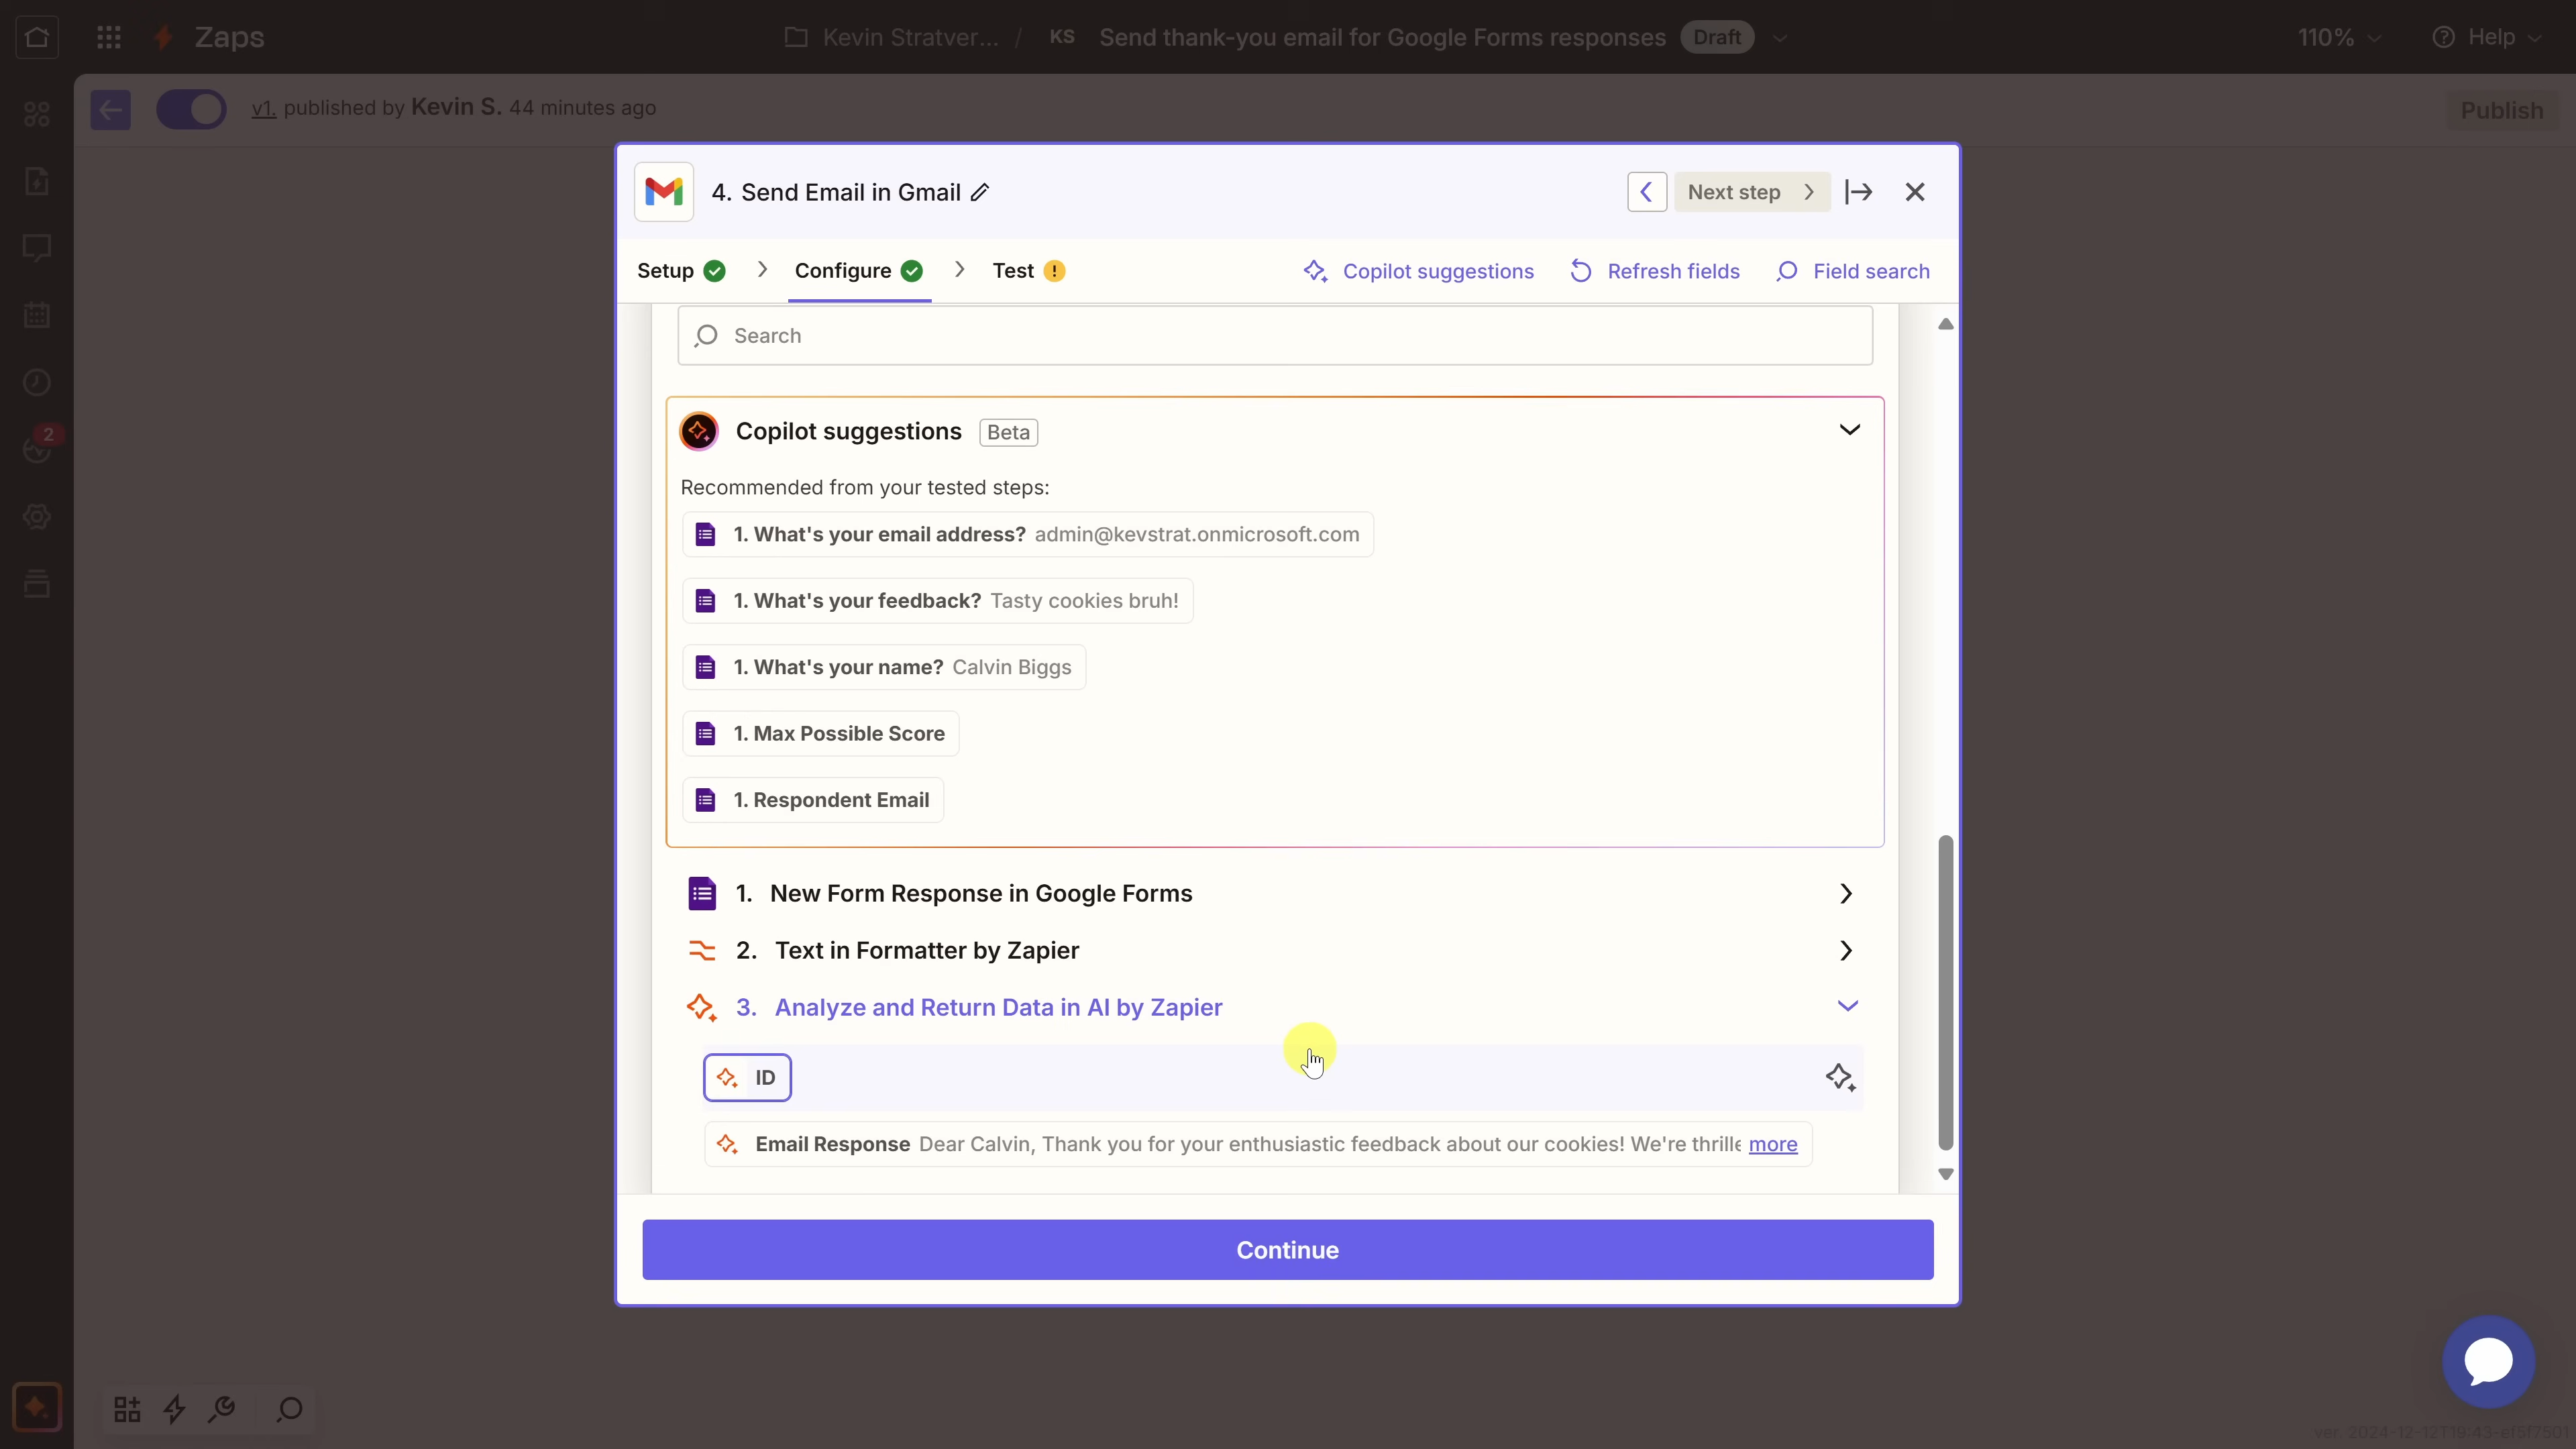 Zaps
Kevin Stratver... / KS Send thank-you email for Google Forms responses Draft
110%
Help
v1. published by Kevin S. 44 minutes ago
Publish
4. Send Email in Gmail
Next step
Setup
Configure
Test
Copilot suggestions
Refresh fields
Field search
Search
2
Copilot suggestions Beta
Recommended from your tested steps:
1. What's your email address? admin@kevstrat.onmicrosoft.com
1. What's your feedback? Tasty cookies bruh!
1. What's your name? Calvin Biggs
1. Max Possible Score
1. Respondent Email
1. New Form Response in Google Forms
2. Text in Formatter by Zapier
3. Analyze and Return Data in AI by Zapier
ID
Email Response Dear Calvin, Thank you for your enthusiastic feedback about our cookies! We're thrille more
Continue